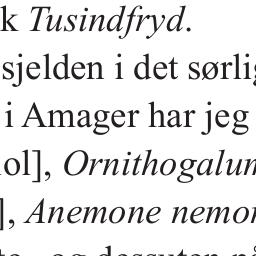 k Tusindfryd.
sjelden i det sørlig
i Amager har jeg
ol], Ornithogalum
], Anemone nemor